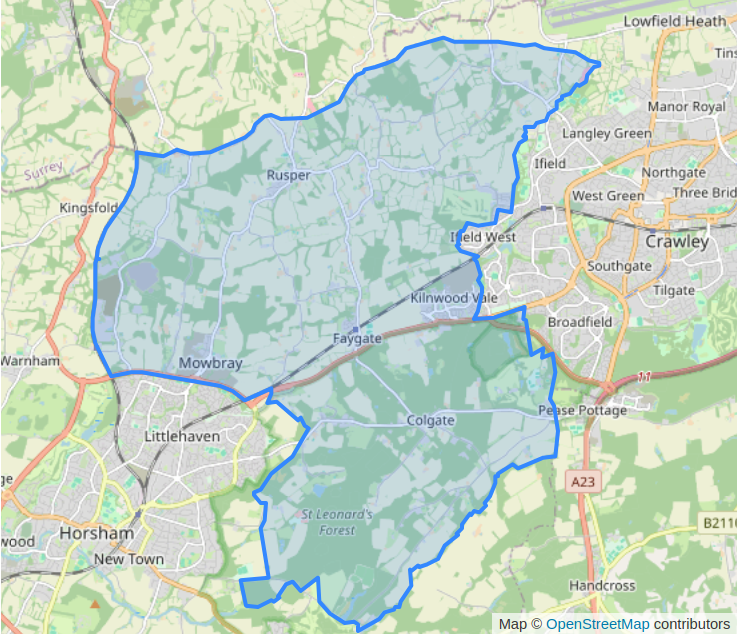 Lowfield Heath
Tins
Manor Royal
Langley Green
Ifield
Northgate
Surrey
Rusper
West Green
Three Brid
Kingsfold
Ifield West
Crawley
Southgate
Kilnwood Vale
Tilgate
Broadfield
Faygate
Warnham
Mowbray
11
Pease Pottage
Colgate
Littlehaven
ge
A23
St Leonard's
Forest
B2110
Horsham
wood
New Town
Handcross
Map © OpenStreetMap contributors